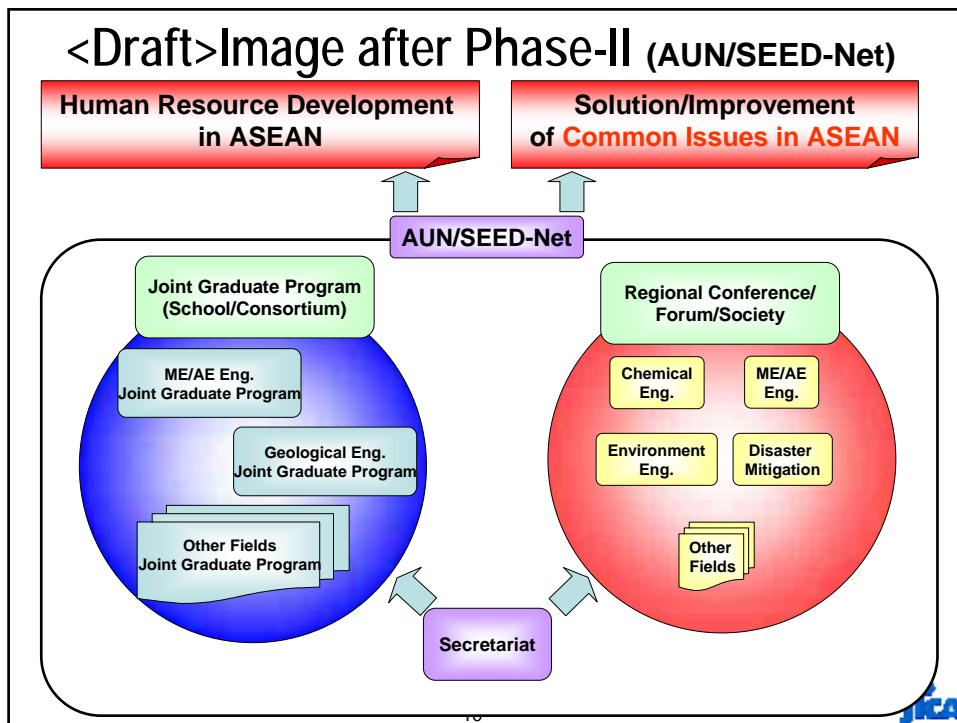 <Draft>Image after Phase-II (AUN/SEED-Net)
Human Resource Development
in ASEAN
Solution/Improvement
of Common Issues in ASEAN
AUN/SEED-Net
Joint Graduate Program
(School/Consortium)
ME/AE Eng.
Joint Graduate Program
Geological Eng.
Joint Graduate Program
Other Fields
Joint Graduate Program
Regional Conference/
Forum/Society
Chemical
Eng.
ME/AE
Eng.
Environment
Eng.
Disaster
Mitigation
Other
Fields
Secretariat
jica